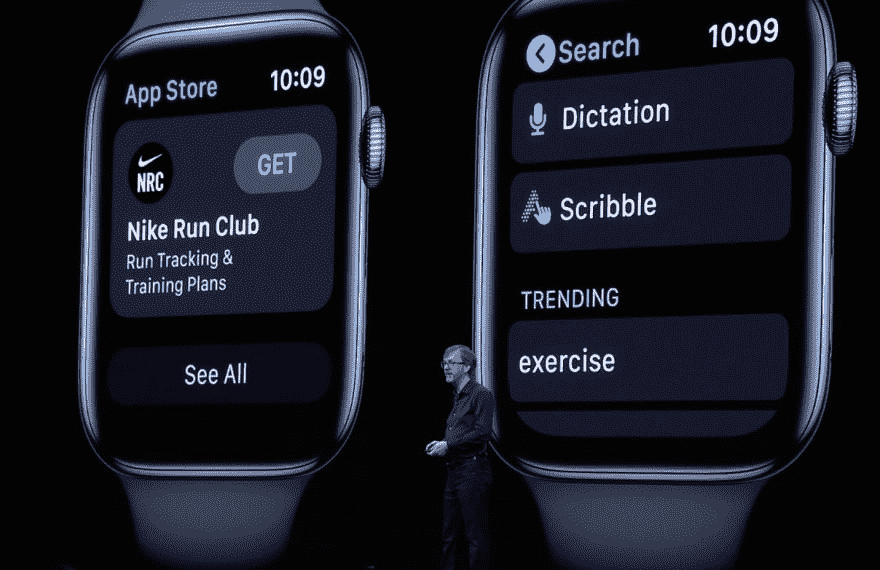 App Store 10:09
NRC
GET
Nike Run Club
Run Tracking &
Training Plans
See All
Search 10:09
Dictation
Scribble
TRENDING
exercise